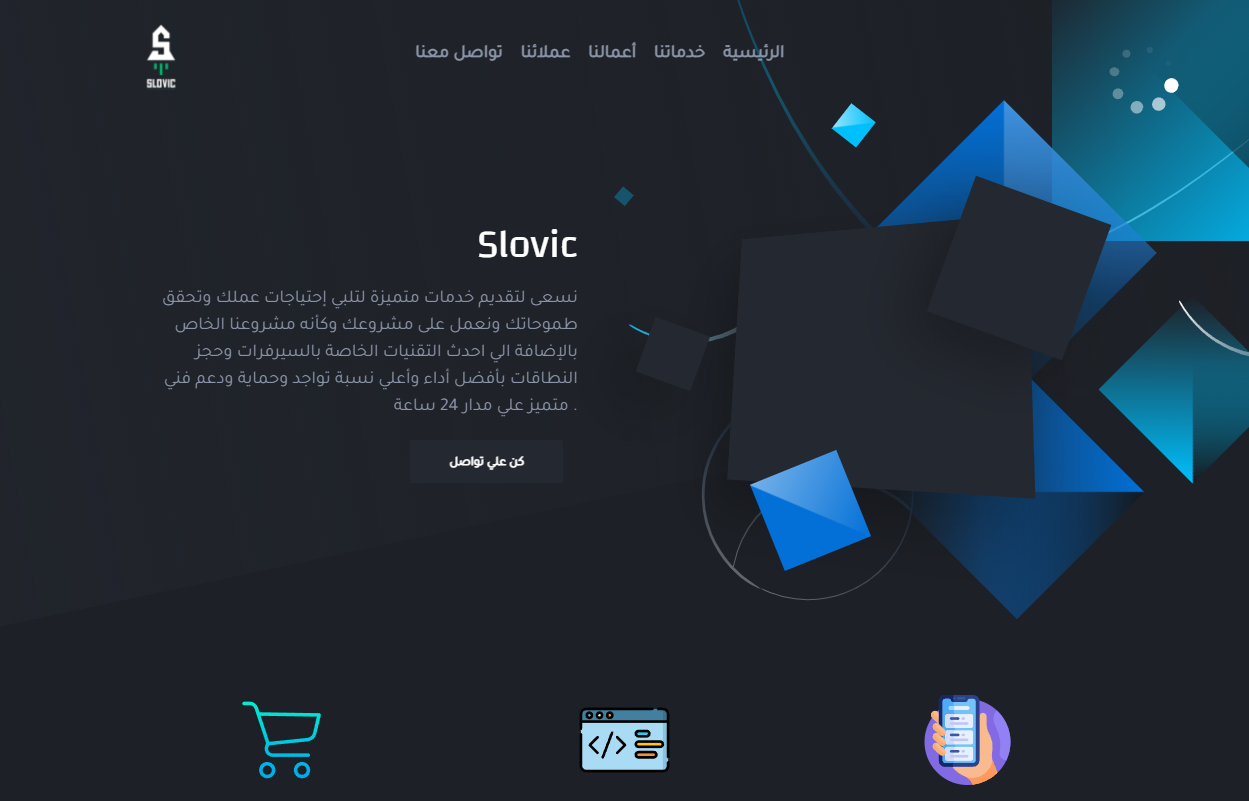 SLOVIC
الرئيسية خدماتنا أعمالنا عملائنا تواصل معنا
Slovic
نسعى لتقديم خدمات متميزة لتلبي إحتياجات عملك وتحقق
طموحاتك ونعمل على مشروعك وكأنه مشروعنا الخاص
بالإضافة الي احدث التقنيات الخاصة بالسيرفرات وحجز
النطاقات بأفضل أداء وأعلي نسبة تواجد وحماية ودعم فني
. متميز علي مدار 24 ساعة
كن علي تواصل